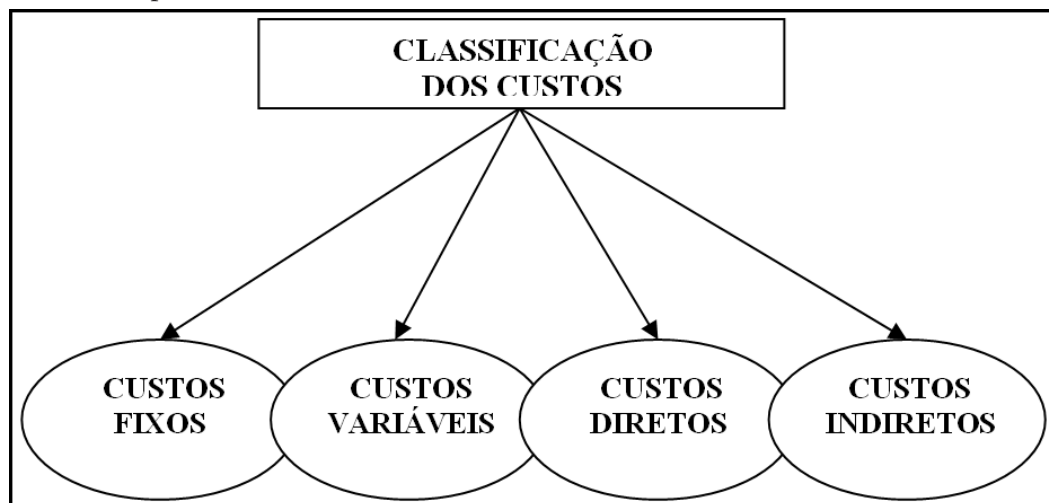 CLASSIFICAÇÃO
DOS CUSTOS
CUSTOS
FIXOS
CUSTOS
VARIÁVEIS
CUSTOS
DIRETOS
CUSTOS
INDIRETOS